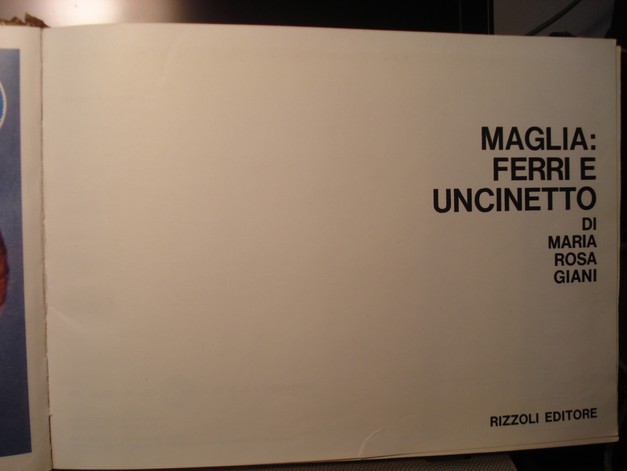 MAGLIA:
FERRI E
UNCINETTO
DI
MARIA
ROSA
GIANI
RIZZOLI EDITORE